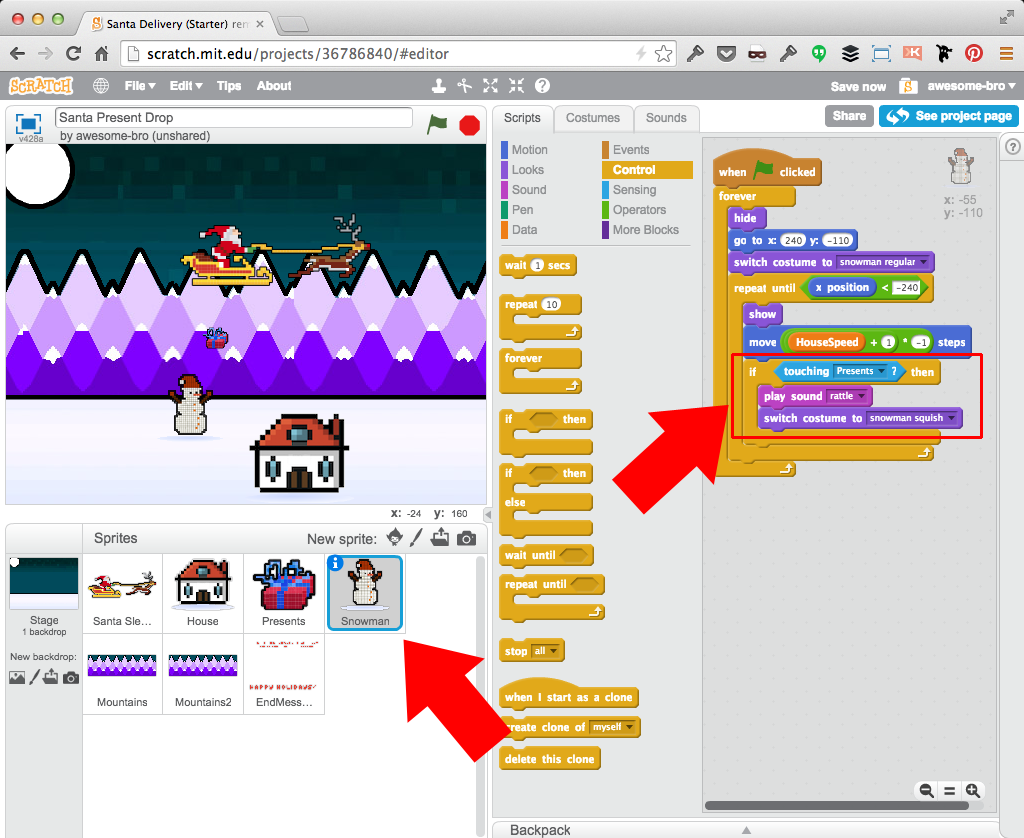 Santa Delivery (Starter) rem
scratch.mit.edu/projects/36786840/#editor
SCRATCH File Edit Tips About Save now awesome-bro
v428a
Santa Present Drop
by awesome-bro (unshared)
Scripts Costumes Sounds
Share See project page
Motion Events
Looks Control
Sound Sensing
Pen Operators
Data More Blocks
wait 1 secs
repeat 10
forever
if then
if then
else
wait until
repeat until
stop all
when I start as a clone
create clone of myself
delete this clone
when clicked
forever
hide
go to x: 240 y: -110
switch costume to snowman regular
repeat until x position < -240
show
move HouseSpeed + 1 * -1 steps
if touching Presents ? then
play sound rattle
switch costume to snowman squish
x: -55
y: -110
x: -24 y: 160
Sprites New sprite:
Stage
1 backdrop
New backdrop:
Santa Sle...
House
Presents
Snowman
Mountains
Mountains2
HAPPY HOLIDAYS!
EndMess...
Backpack